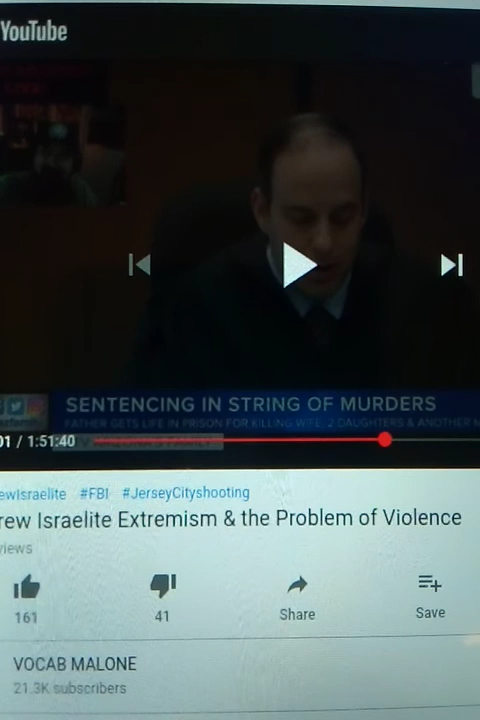 YouTube
SENTENCING IN STRING OF MURDERS
FATHER GETS LIFE IN PRISON FOR KILLING WIFE, 2 DAUGHTERS & ANOTHER M
01 / 1:51:40
ewIsraelite #FBI #JerseyCityshooting
rew Israelite Extremism & the Problem of Violence
views
161
41
Share
Save
VOCAB MALONE
21.3K subscribers